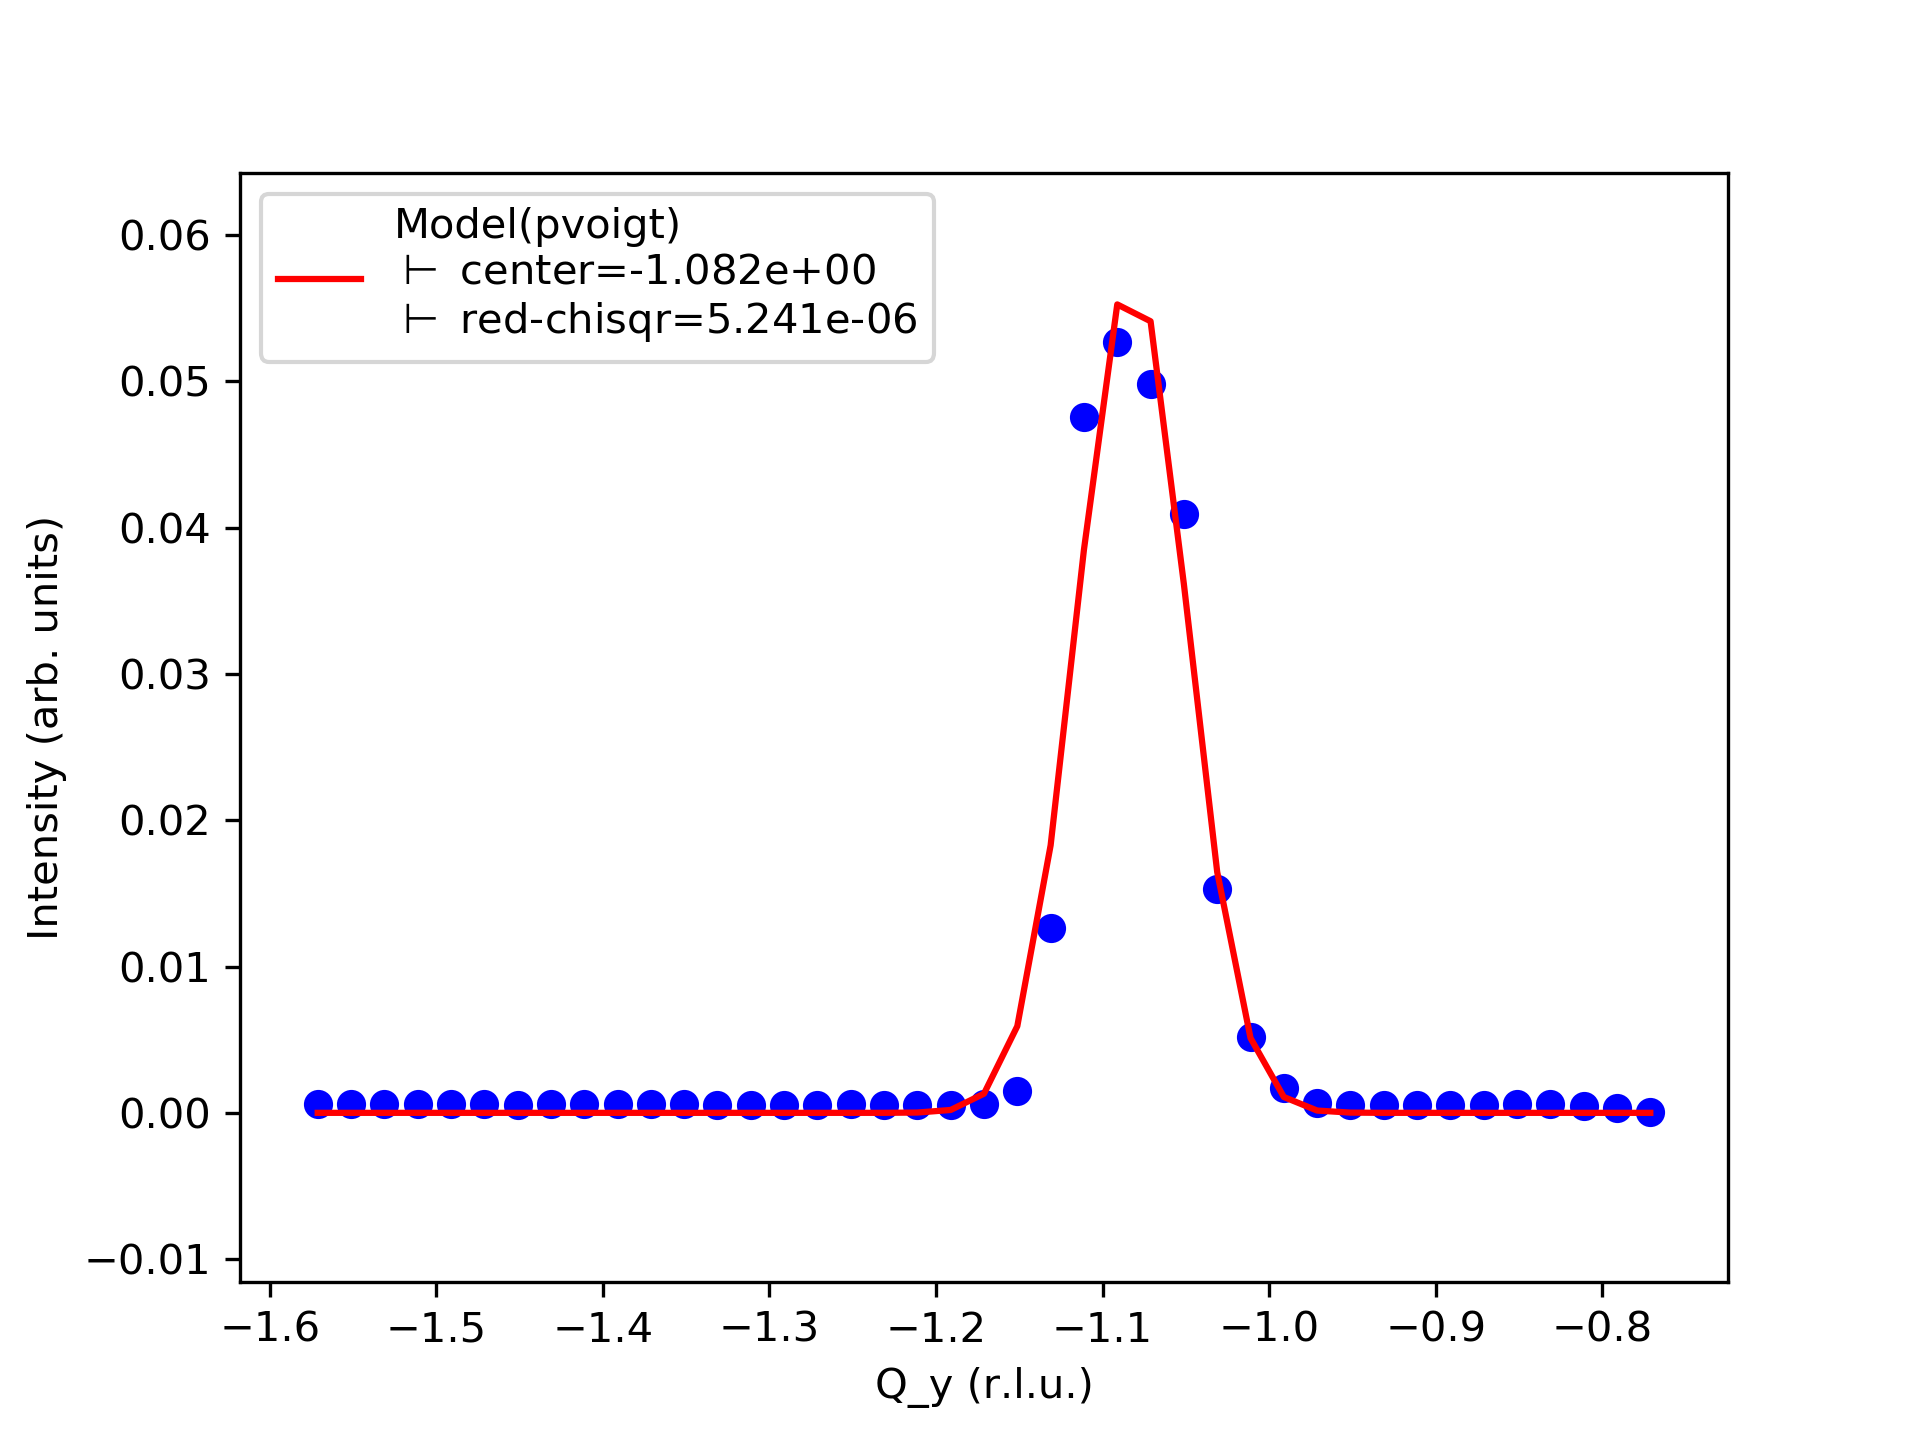 Model(pvoigt)
⊢ center=-1.082e+00
⊢ red-chisqr=5.241e-06
0.06
0.05
0.04
0.03
0.02
0.01
0.00
−0.01
Intensity (arb. units)
−1.6 −1.5 −1.4 −1.3 −1.2 −1.1 −1.0 −0.9 −0.8
Q_y (r.l.u.)